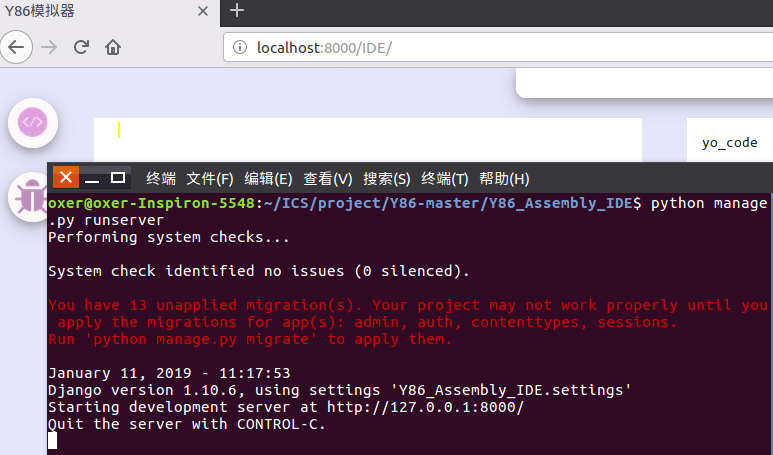 Y86模拟器
localhost:8000/IDE/
yo_code
终端 文件(F) 编辑(E) 查看(V) 搜索(S) 终端(T) 帮助(H)
oxer@oxer-Inspiron-5548:~/ICS/project/Y86-master/Y86_Assembly_IDE$ python manage
.py runserver
Performing system checks...
System check identified no issues (0 silenced).
You have 13 unapplied migration(s). Your project may not work properly until you
apply the migrations for app(s): admin, auth, contenttypes, sessions.
Run 'python manage.py migrate' to apply them.
January 11, 2019 - 11:17:53
Django version 1.10.6, using settings 'Y86_Assembly_IDE.settings'
Starting development server at http://127.0.0.1:8000/
Quit the server with CONTROL-C.